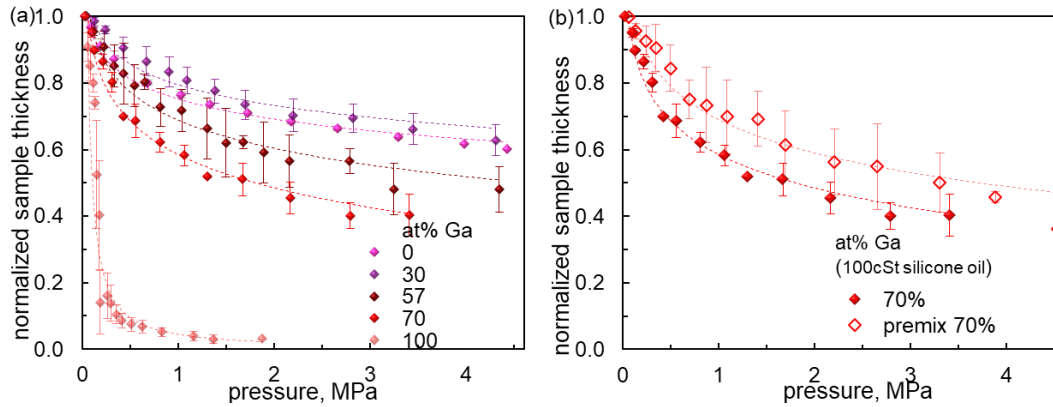 (a)
normalized sample thickness
1.0
0.8
0.6
0.4
0.2
0.0
0
1
2
3
4
pressure, MPa
at% Ga
0
30
57
70
100
(b)
normalized sample thickness
1.0
0.8
0.6
0.4
0.2
0.0
0
1
2
3
4
pressure, MPa
at% Ga
(100cSt silicone oil)
70%
premix 70%